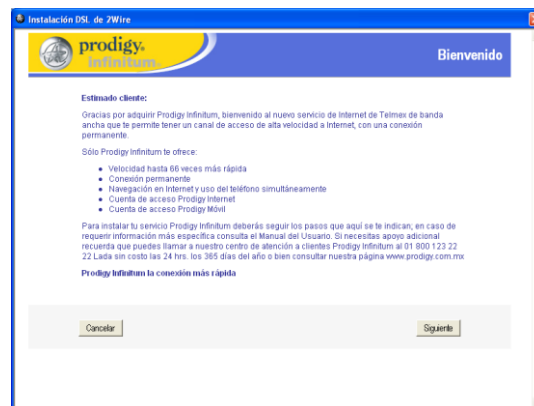 Instalación DSL de 2Wire
prodigy.
infinitum.
Bienvenido
Estimado cliente:
Gracias por adquirir Prodigy Infinitum, bienvenido al nuevo servicio de Internet de Telmex de banda
ancha que te permite tener un canal de acceso de alta velocidad a Internet, con una conexión
permanente.
Sólo Prodigy Infinitum te ofrece:
• Velocidad hasta 66 veces más rápida
• Conexión permanente
• Navegación en Internet y uso del teléfono simultáneamente
• Cuenta de acceso Prodigy Internet
• Cuenta de acceso Prodigy Móvil
Para instalar tu servicio Prodigy Infinitum deberás seguir los pasos que aquí se te indican; en caso de
requerir información más específica consulta el Manual del Usuario. Si necesitas apoyo adicional
recuerda que puedes llamar a nuestro centro de atención a clientes Prodigy Infinitum al 01 800 123 22
22 Lada sin costo las 24 hrs. los 365 días del año o bien consultar nuestra página www.prodigy.com.mx
Prodigy Infinitum la conexión más rápida
Cancelar
Siguiente